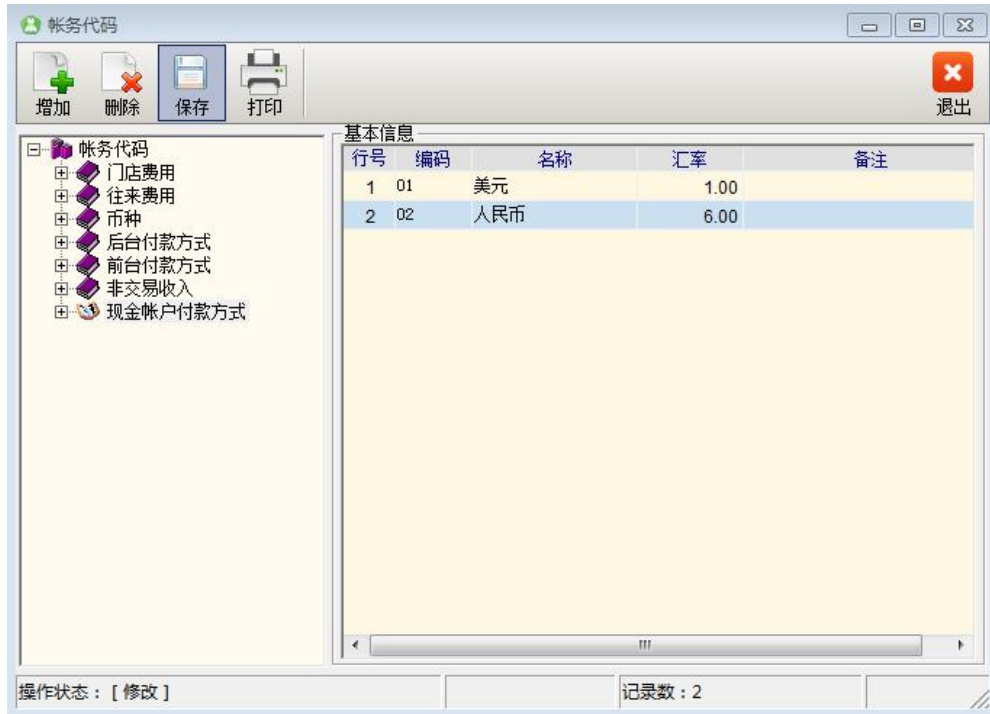 帐务代码
增加 删除 保存 打印 退出
帐务代码
门店费用
往来费用
币种
后台付款方式
前台付款方式
非交易收入
现金帐户付款方式
基本信息
行号 编码 名称 汇率 备注
1 01 美元 1.00
2 02 人民币 6.00
操作状态：[修改] 记录数：2